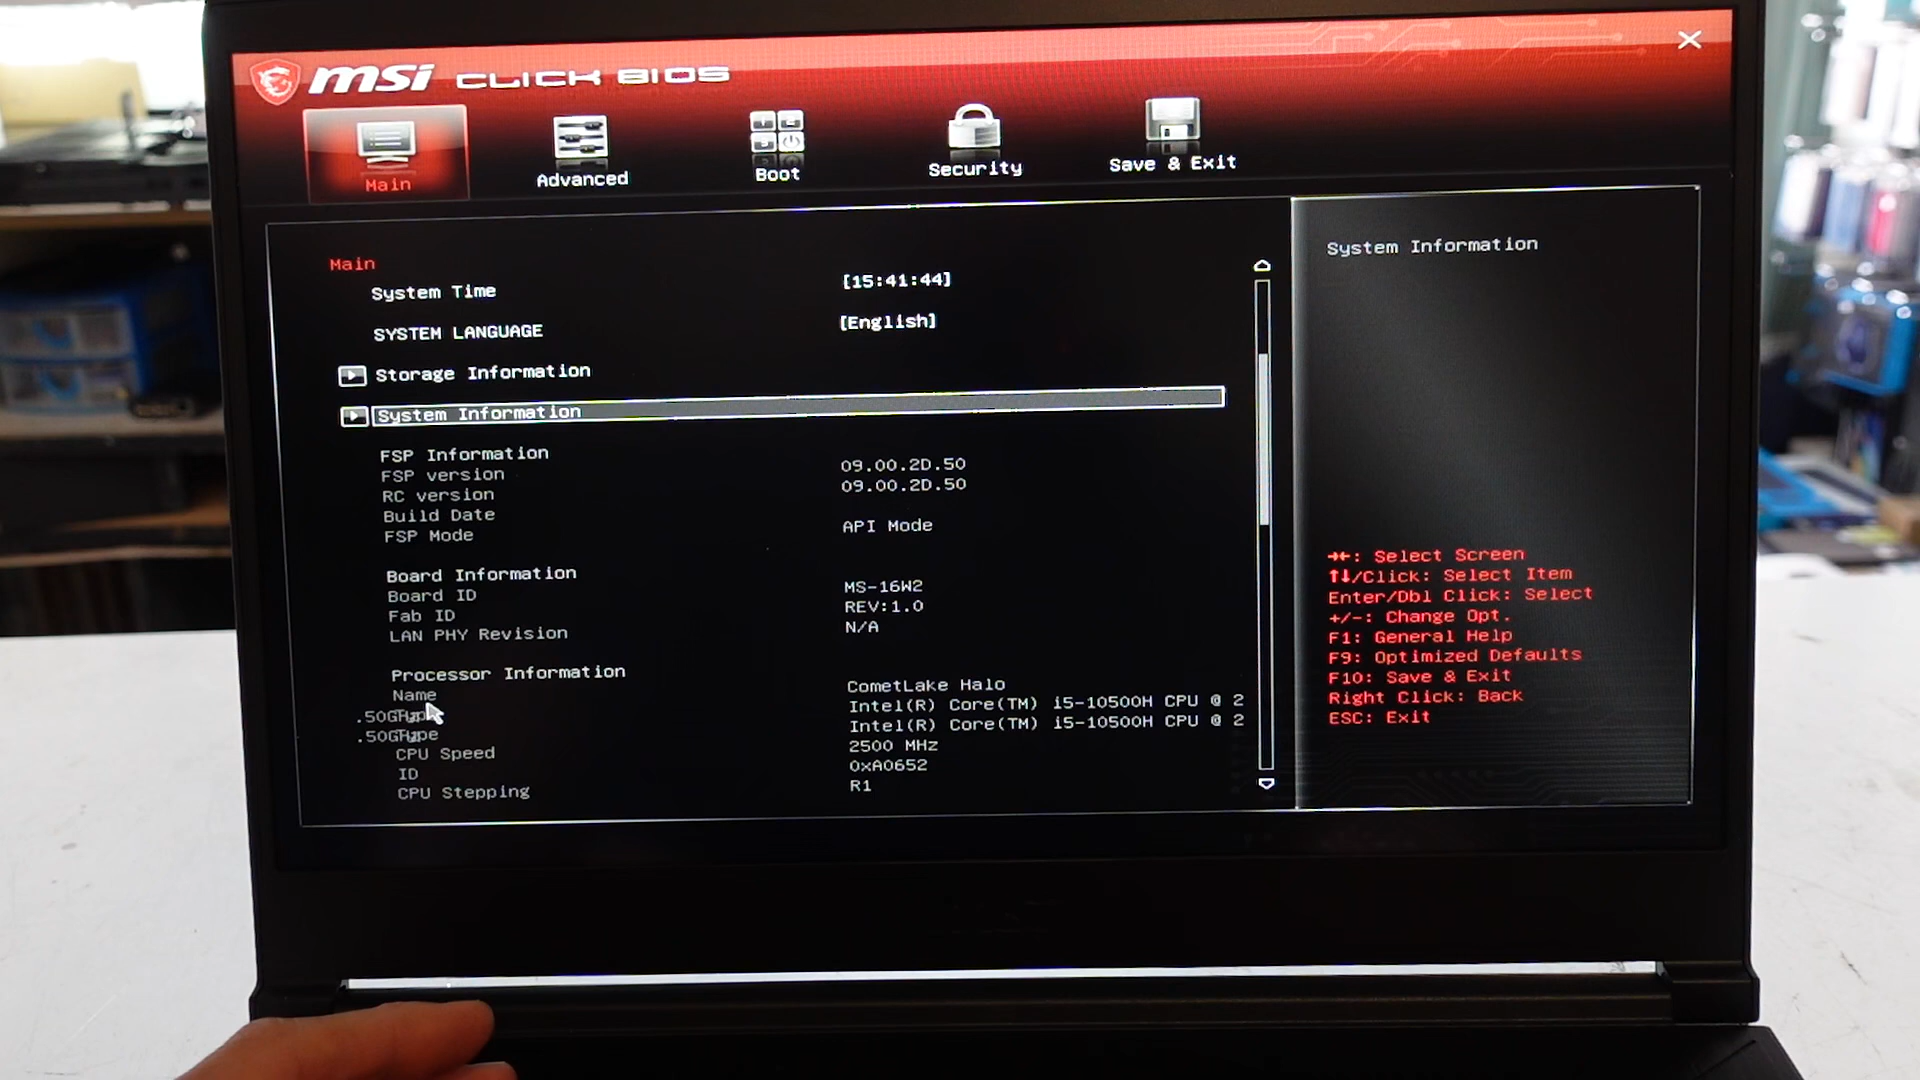 msi CLICK BIOS
Main
Advanced
Boot
Security
Save & Exit
Main
System Time [15:41:44]
SYSTEM LANGUAGE [English]
Storage Information
System Information
FSP Information
FSP version 09.00.2D.50
RC version 09.00.2D.50
Build Date
FSP Mode API Mode
Board Information
Board ID MS-16W2
Fab ID REV:1.0
LAN PHY Revision N/A
Processor Information
Name CometLake Halo
Intel(R) Core(TM) i5-10500H CPU @ 2
.50GHz
Type Intel(R) Core(TM) i5-10500H CPU @ 2
.50GHz
CPU Speed 2500 MHz
ID 0xA0652
CPU Stepping R1
System Information
→←: Select Screen
↑↓/Click: Select Item
Enter/Dbl Click: Select
+/-: Change Opt.
F1: General Help
F9: Optimized Defaults
F10: Save & Exit
Right Click: Back
ESC: Exit